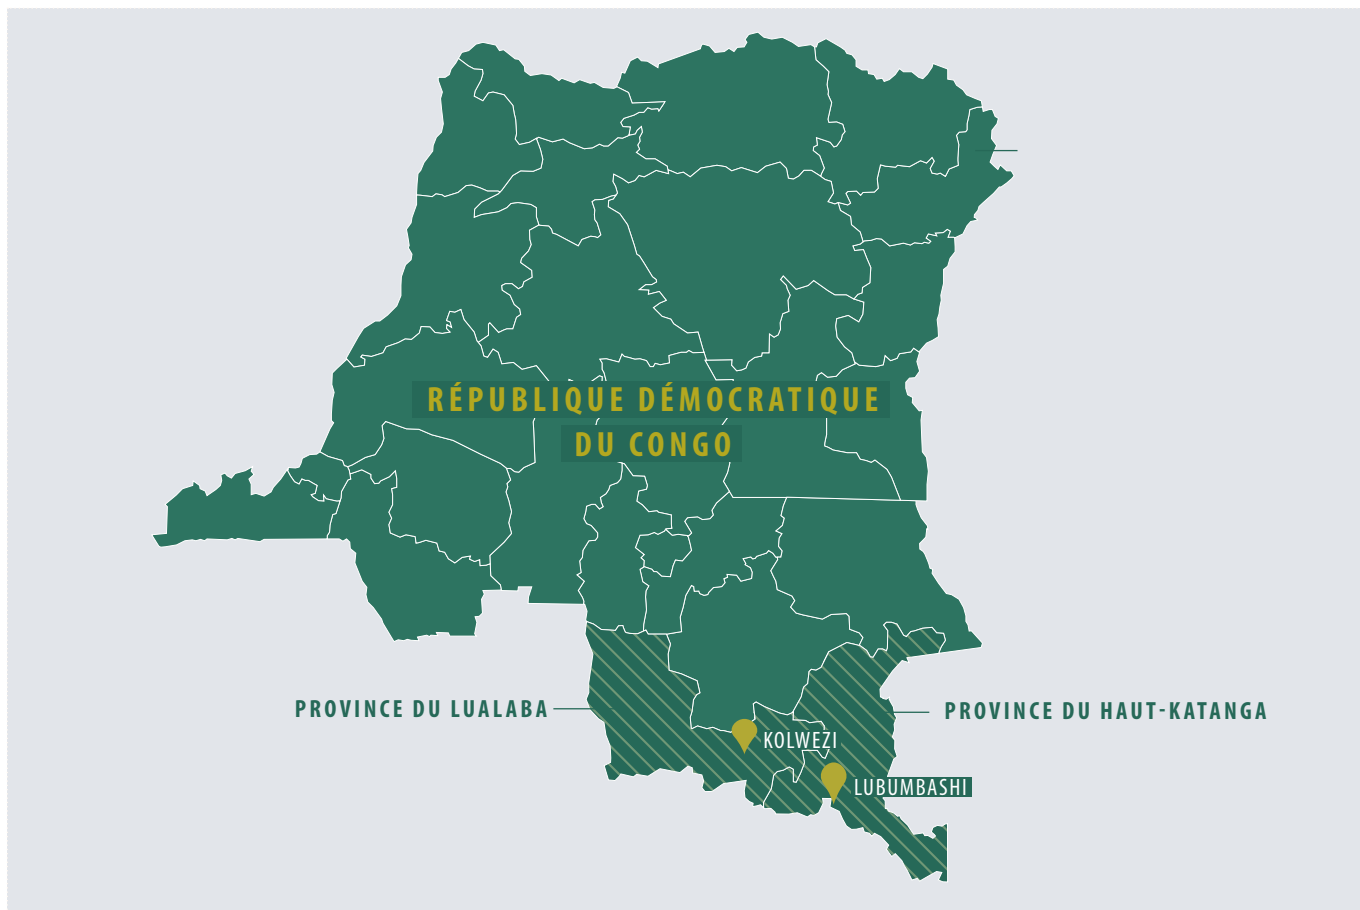 RÉPUBLIQUE DÉMOCRATIQUE
DU CONGO
PROVINCE DU LUALABA
PROVINCE DU HAUT-KATANGA
KOLWEZI
LUBUMBASHI